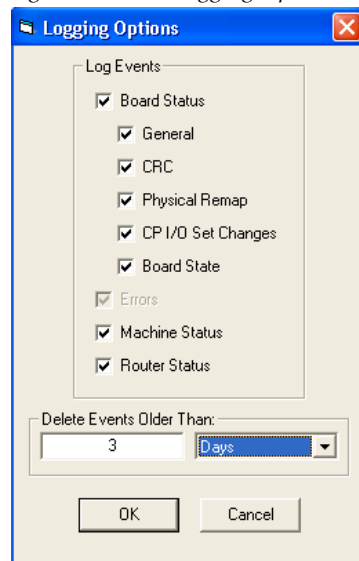 Logging Options
Log Events
Board Status
General
CRC
Physical Remap
CP I/O Set Changes
Board State
Errors
Machine Status
Router Status
Delete Events Older Than:
3 Days
OK Cancel